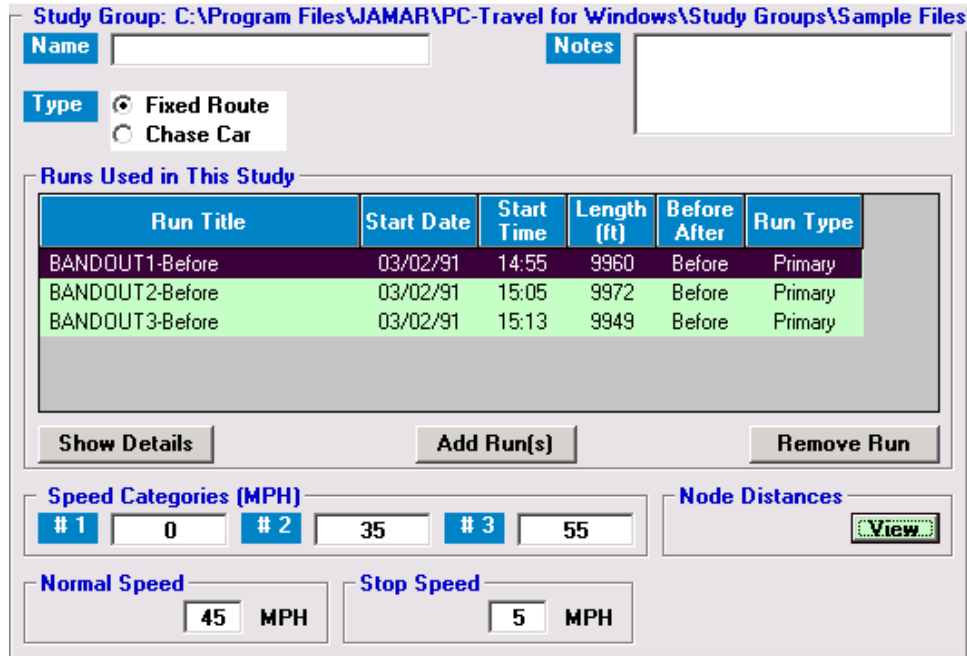 Study Group: C:\Program Files\JAMAR\PC-Travel for Windows\Study Groups\Sample Files
Name
Notes
Type
Fixed Route
Chase Car
Runs Used in This Study
Run Title Start Date Start Time Length (ft) Before After Run Type
BANDOUT1-Before 03/02/91 14:55 9960 Before Primary
BANDOUT2-Before 03/02/91 15:05 9972 Before Primary
BANDOUT3-Before 03/02/91 15:13 9949 Before Primary
Show Details Add Run(s) Remove Run
Speed Categories (MPH) Node Distances
# 1 0 # 2 35 # 3 55 View
Normal Speed Stop Speed
45 MPH 5 MPH